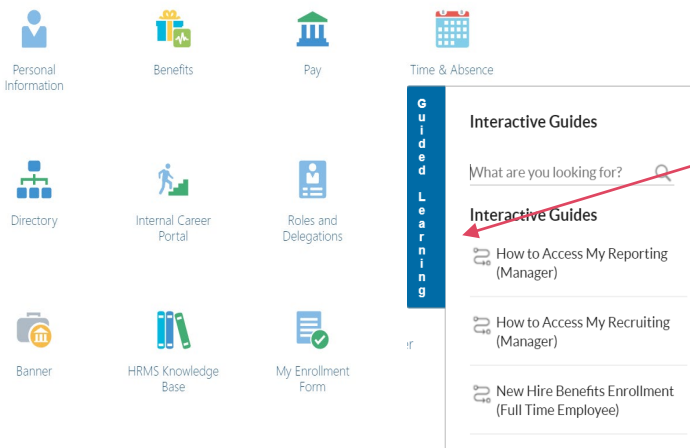 Personal
Information
Benefits
Pay
Time & Absence
Directory
Internal Career
Portal
Roles and
Delegations
Banner
HRMS Knowledge
Base
My Enrollment
Form
er
Guided Learning
Interactive Guides
What are you looking for?
Interactive Guides
How to Access My Reporting
(Manager)
How to Access My Recruiting
(Manager)
New Hire Benefits Enrollment
(Full Time Employee)